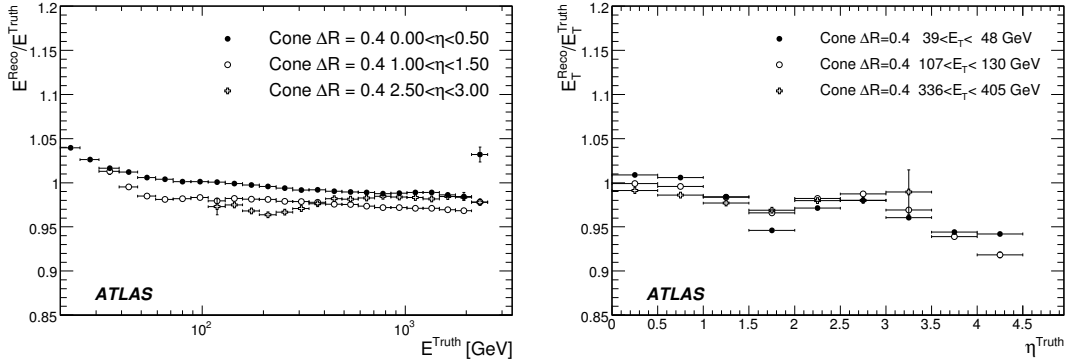 E^Reco/E^Truth
1.2
1.15
1.1
1.05
1
0.95
0.9
0.85
Cone ΔR = 0.4 0.00<η<0.50
Cone ΔR = 0.4 1.00<η<1.50
Cone ΔR = 0.4 2.50<η<3.00
ATLAS
10²
10³
E^Truth [GeV]
E_T^Reco/E_T^Truth
1.2
1.15
1.1
1.05
1
0.95
0.9
0.85
Cone ΔR=0.4 39<E_T< 48 GeV
Cone ΔR=0.4 107<E_T< 130 GeV
Cone ΔR=0.4 336<E_T< 405 GeV
ATLAS
0 0.5 1 1.5 2 2.5 3 3.5 4 4.5
η^Truth